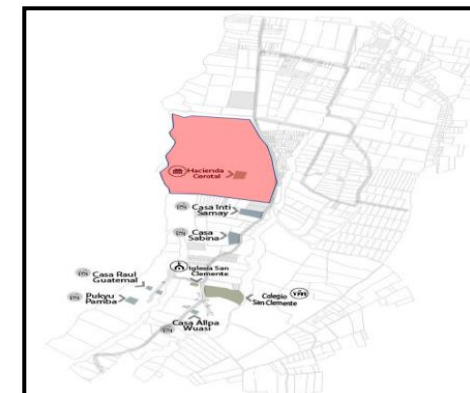 Hacienda
Corotal
Casa Inti
Samay
Casa
Sabina
Iglesia San
Clemente
Casa Raul
Guatemal
Pukyu
Pamba
Colegio
San Clemente
Casa Allpa
Wuasi